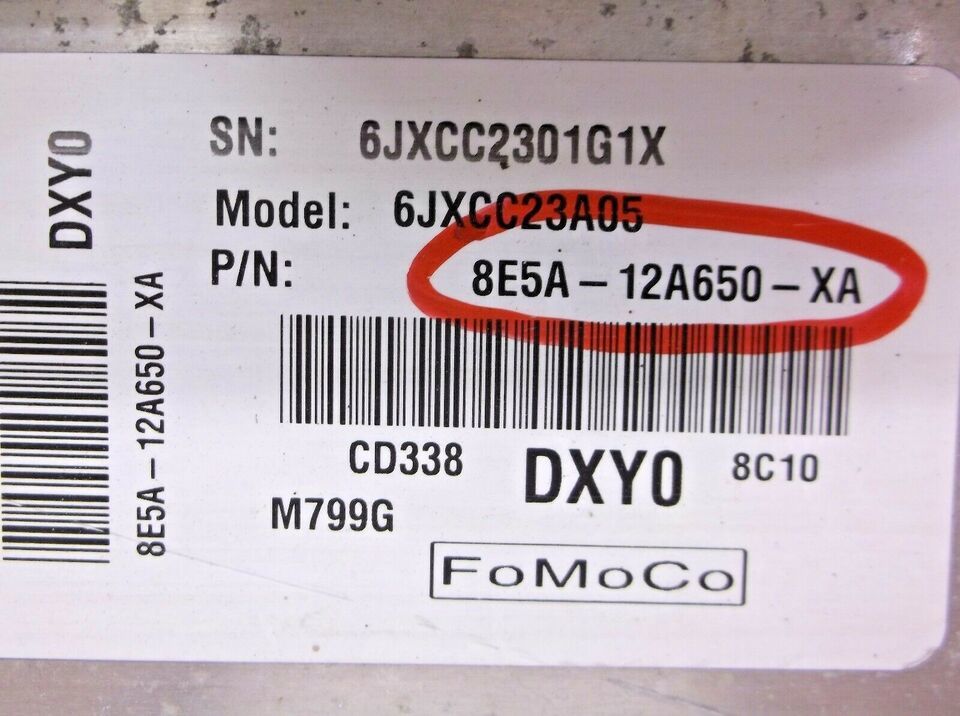 DXY0
8E5A-12A650-XA
SN: 6JXCC2301G1X
Model: 6JXCC23A05
P/N: 8E5A-12A650-XA
CD338 DXY0 8C10
M799G
FoMoCo